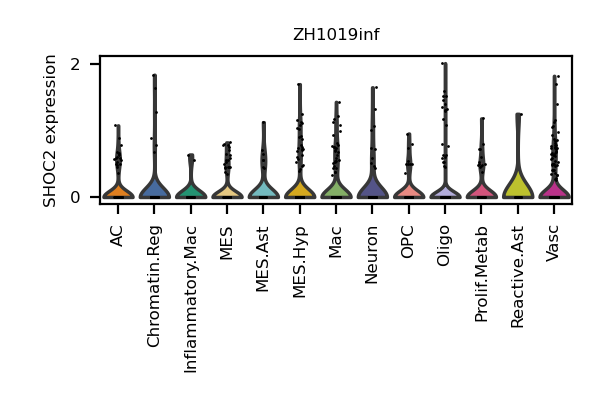 ZH1019inf
SHOC2 expression
2
0
AC
Chromatin.Reg
Inflammatory.Mac
MES
MES.Ast
MES.Hyp
Mac
Neuron
OPC
Oligo
Prolif.Metab
Reactive.Ast
Vasc